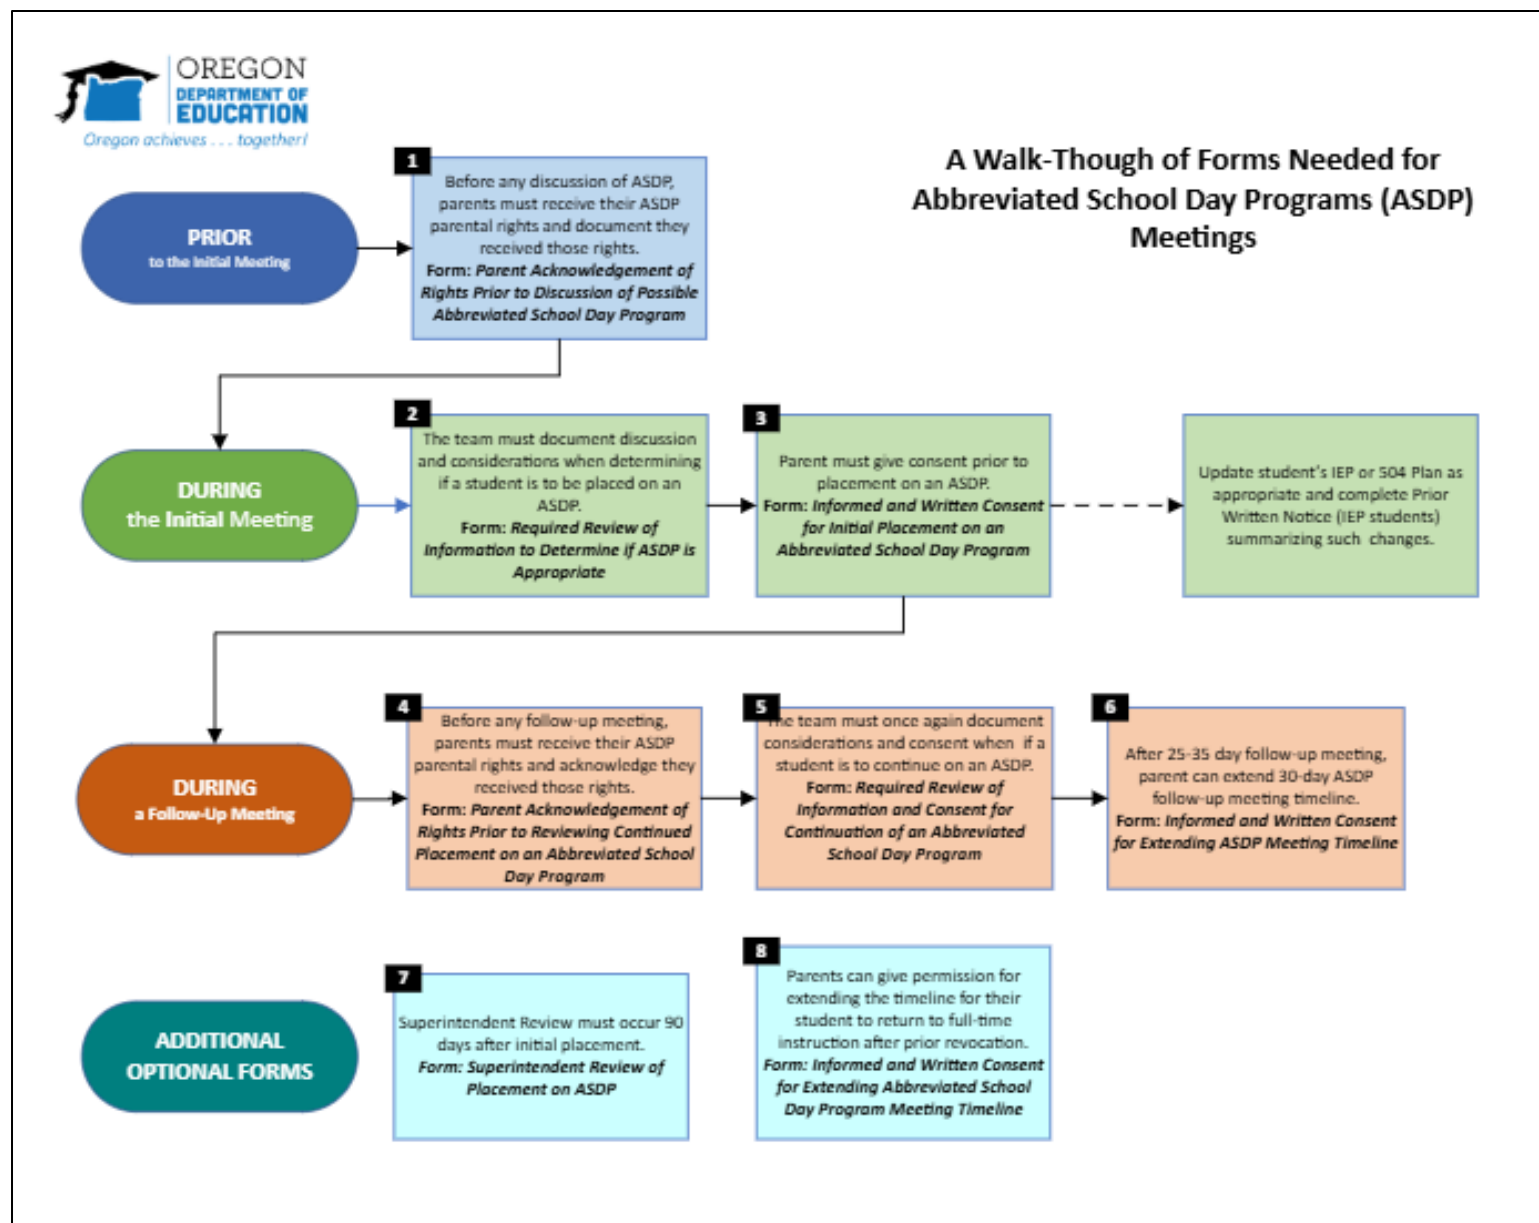 OREGON
DEPARTMENT OF
EDUCATION
Oregon achieves . . . together!
A Walk-Though of Forms Needed for
Abbreviated School Day Programs (ASDP)
Meetings
PRIOR
to the Initial Meeting
1
Before any discussion of ASDP,
parents must receive their ASDP
parental rights and document they
received those rights.
Form: Parent Acknowledgement of
Rights Prior to Discussion of Possible
Abbreviated School Day Program
DURING
the Initial Meeting
2
The team must document discussion
and considerations when determining
if a student is to be placed on an
ASDP.
Form: Required Review of
Information to Determine if ASDP is
Appropriate
3
Parent must give consent prior to
placement on an ASDP.
Form: Informed and Written Consent
for Initial Placement on an
Abbreviated School Day Program
Update student's IEP or 504 Plan as
appropriate and complete Prior
Written Notice (IEP students)
summarizing such changes.
DURING
a Follow-Up Meeting
4
Before any follow-up meeting,
parents must receive their ASDP
parental rights and acknowledge they
received those rights.
Form: Parent Acknowledgement of
Rights Prior to Reviewing Continued
Placement on an Abbreviated School
Day Program
5
The team must once again document
considerations and consent when if a
student is to continue on an ASDP.
Form: Required Review of
Information and Consent for
Continuation of an Abbreviated
School Day Program
6
After 25-35 day follow-up meeting,
parent can extend 30-day ASDP
follow-up meeting timeline.
Form: Informed and Written Consent
for Extending ASDP Meeting Timeline
ADDITIONAL
OPTIONAL FORMS
7
Superintendent Review must occur 90
days after initial placement.
Form: Superintendent Review of
Placement on ASDP
8
Parents can give permission for
extending the timeline for their
student to return to full-time
instruction after prior revocation.
Form: Informed and Written Consent
for Extending Abbreviated School
Day Program Meeting Timeline